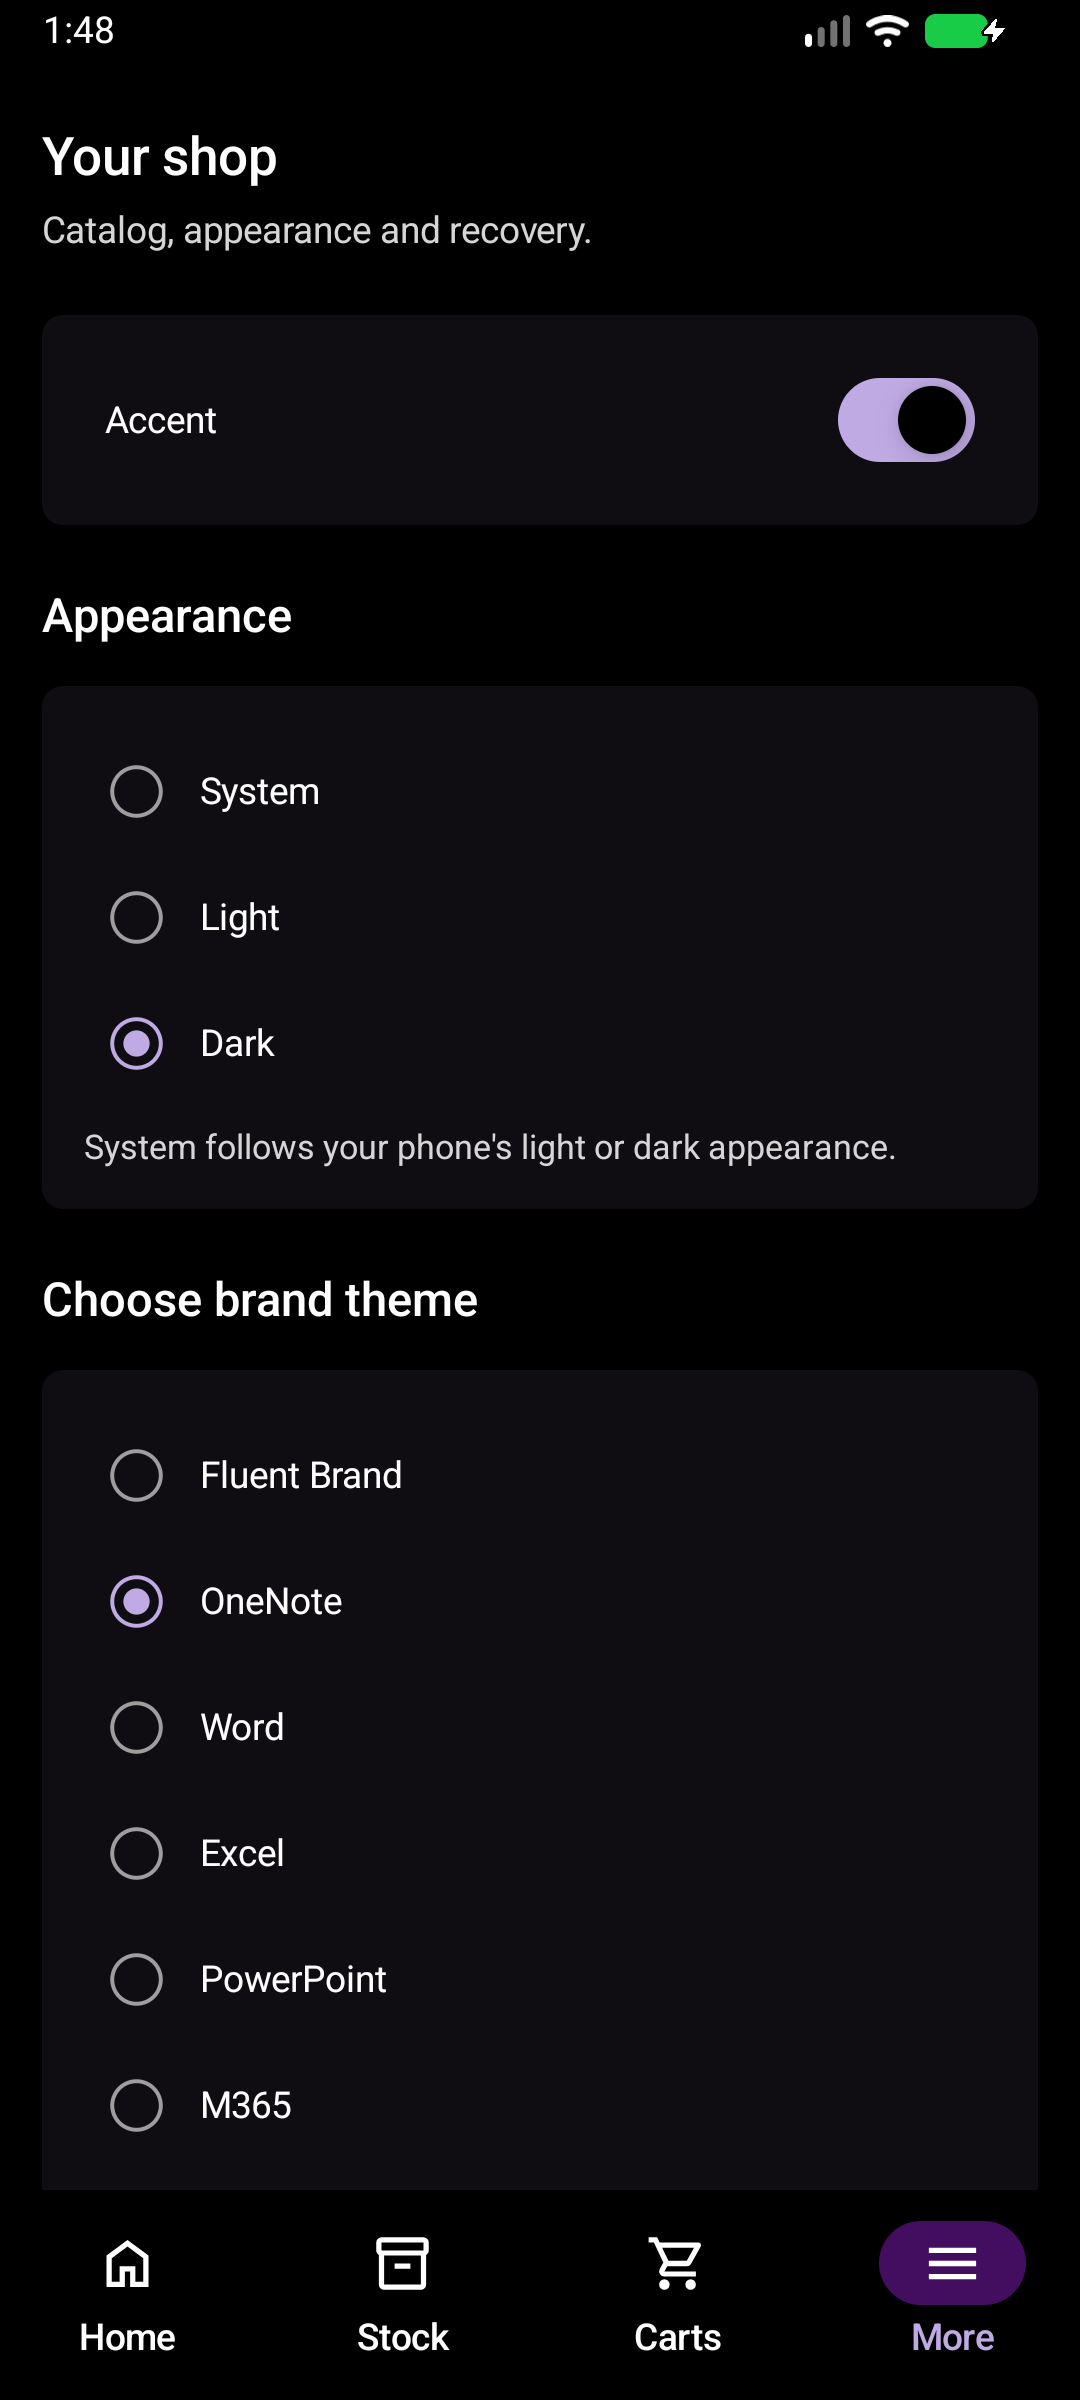 1:48
Your shop
Catalog, appearance and recovery.
Accent
Appearance
System
Light
Dark
System follows your phone's light or dark appearance.
Choose brand theme
Fluent Brand
OneNote
Word
Excel
PowerPoint
M365
Home
Stock
Carts
More